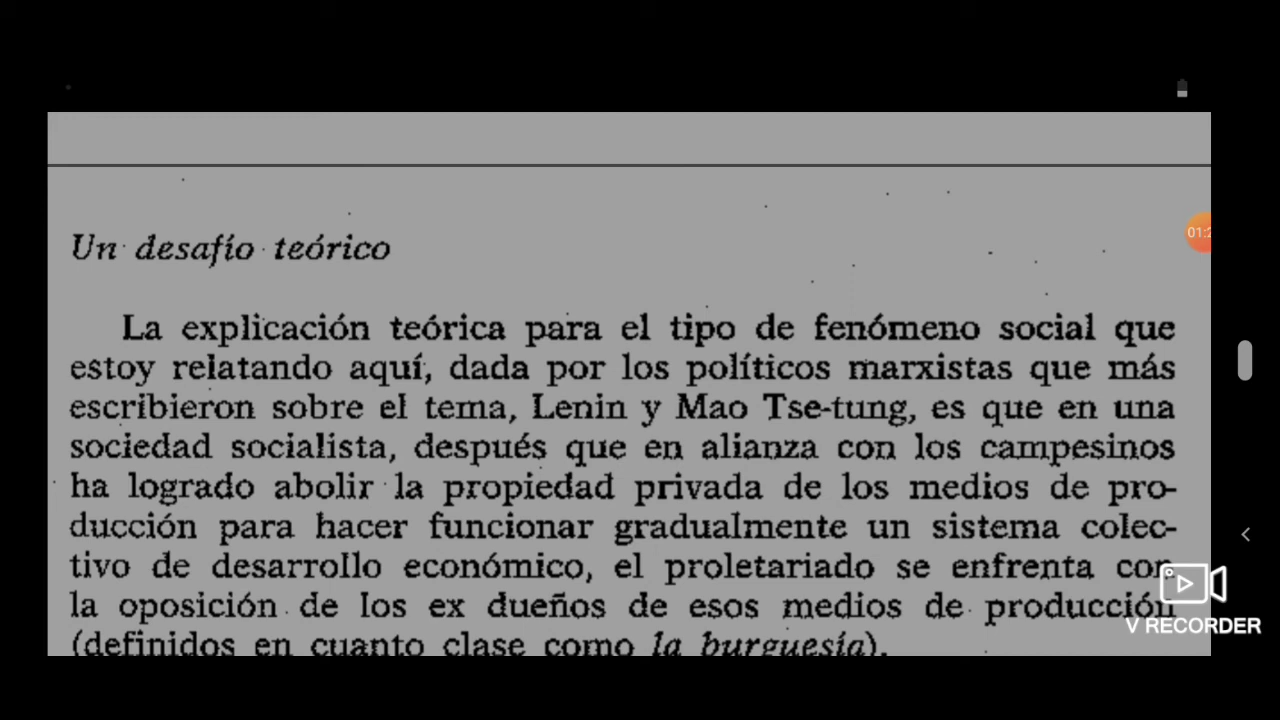 Un desafío teórico
La explicación teórica para el tipo de fenómeno social que
estoy relatando aquí, dada por los políticos marxistas que más
escribieron sobre el tema, Lenin y Mao Tse-tung, es que en una
sociedad socialista, después que en alianza con los campesinos
ha logrado abolir la propiedad privada de los medios de pro-
ducción para hacer funcionar gradualmente un sistema colec-
tivo de desarrollo económico, el proletariado se enfrenta con
la oposición de los ex dueños de esos medios de producción
(definidos en cuanto clase como la burguesía).
01:2
V RECORDER